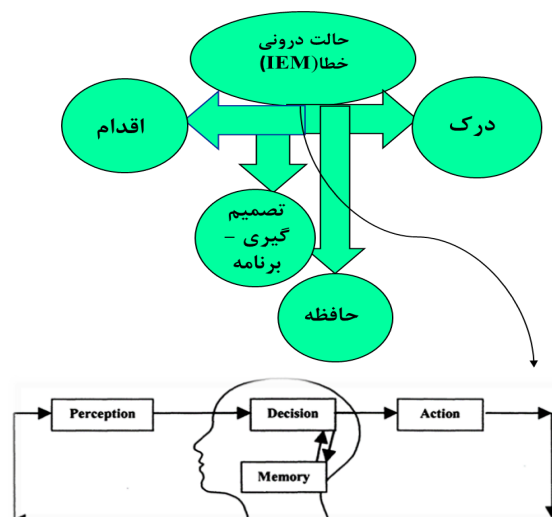 حالت درونی
خطا(IEM)
درک
اقدام
تصمیم
گیری –
برنامه
حافظه
Perception
Decision
Action
Memory